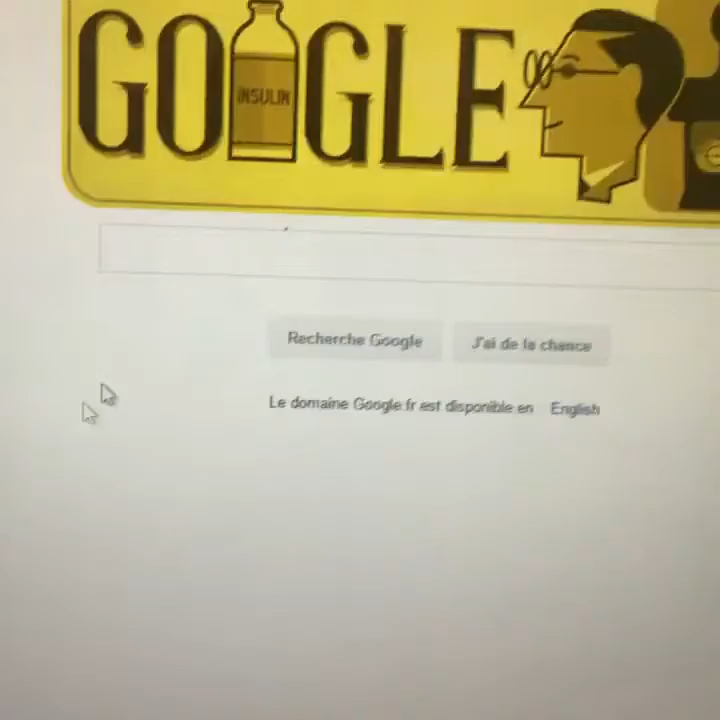 GOOGLE
INSULIN
Recherche Google
J'ai de la chance
Le domaine Google.fr est disponible en English